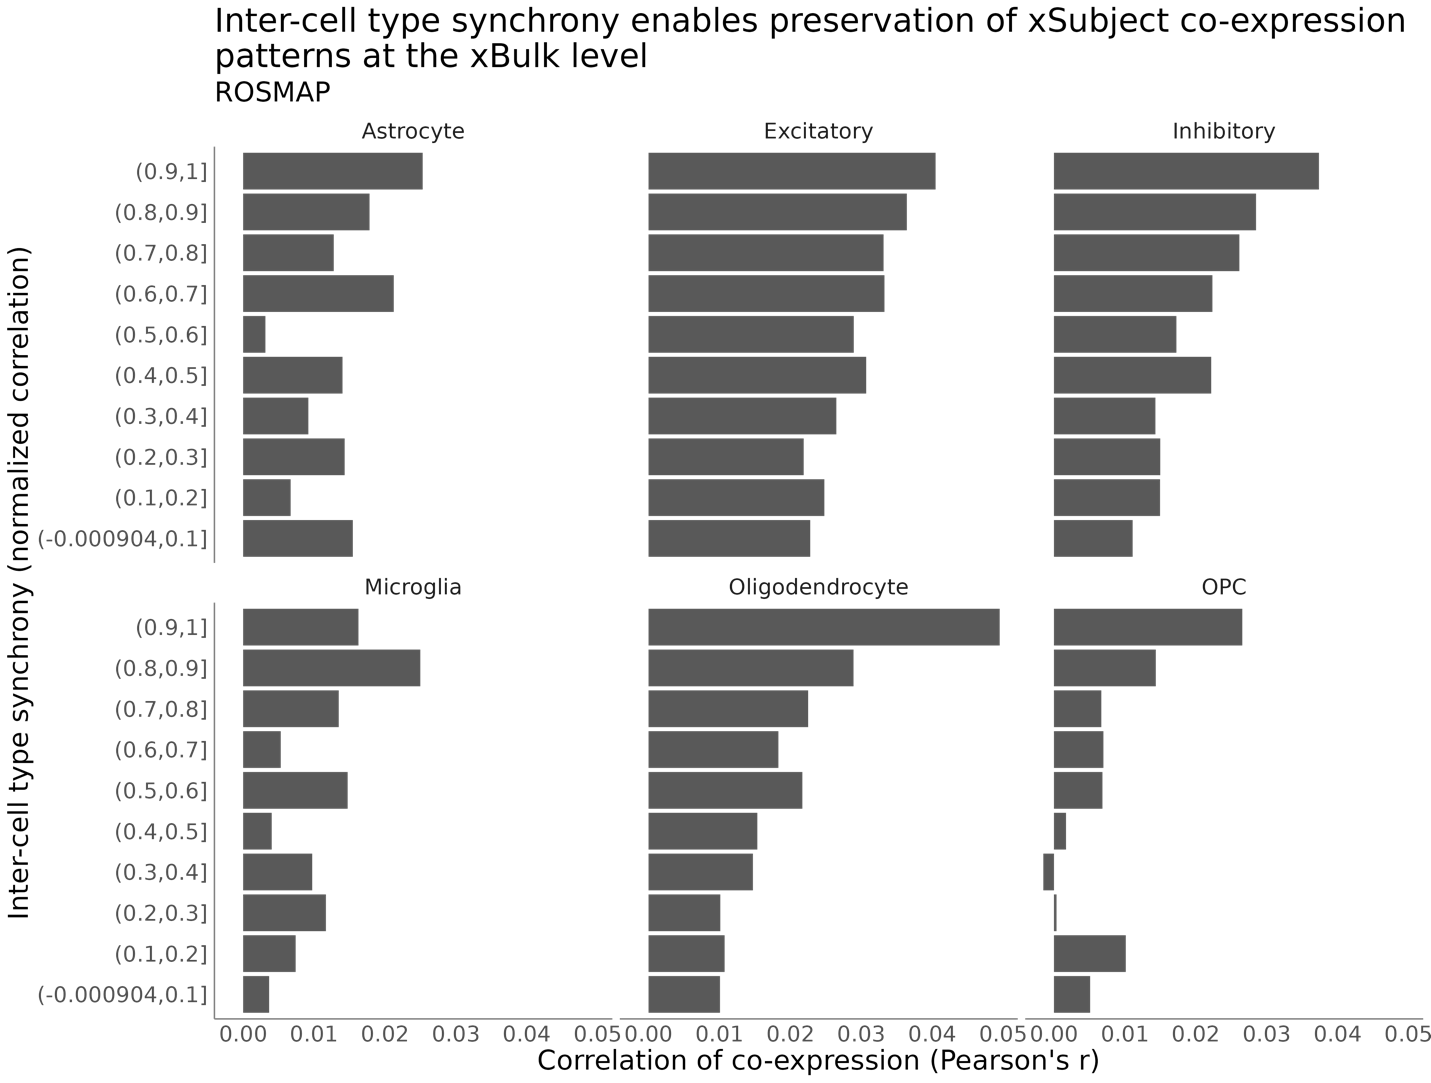 Inter-cell type synchrony enables preservation of xSubject co-expression
patterns at the xBulk level
ROSMAP
Astrocyte Excitatory Inhibitory
Inter-cell type synchrony (normalized correlation)
(0.9,1]
(0.8,0.9]
(0.7,0.8]
(0.6,0.7]
(0.5,0.6]
(0.4,0.5]
(0.3,0.4]
(0.2,0.3]
(0.1,0.2]
(-0.000904,0.1]
Microglia Oligodendrocyte OPC
(0.9,1]
(0.8,0.9]
(0.7,0.8]
(0.6,0.7]
(0.5,0.6]
(0.4,0.5]
(0.3,0.4]
(0.2,0.3]
(0.1,0.2]
(-0.000904,0.1]
0.00 0.01 0.02 0.03 0.04 0.05 0.00 0.01 0.02 0.03 0.04 0.05 0.00 0.01 0.02 0.03 0.04 0.05
Correlation of co-expression (Pearson's r)